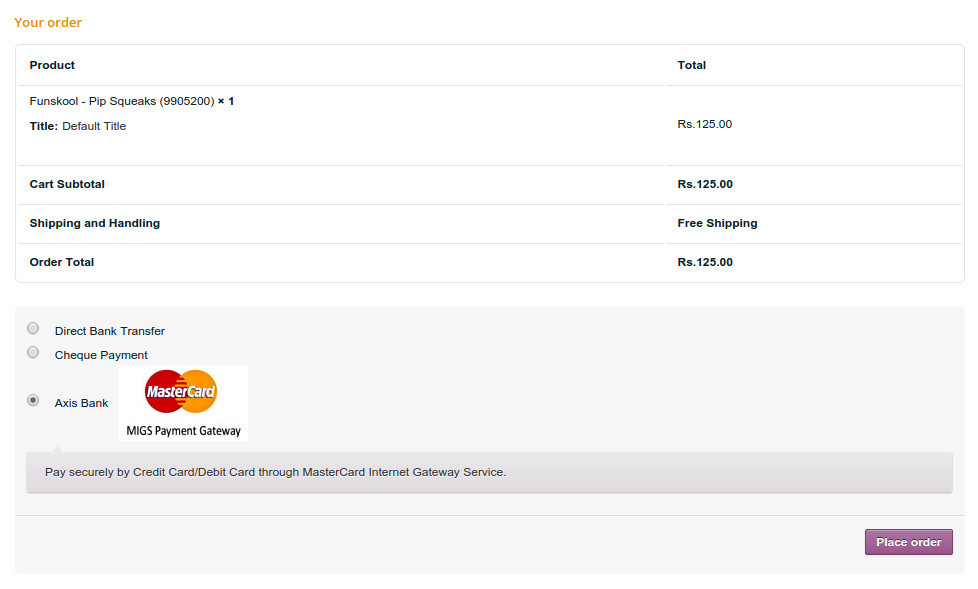 Your order
Product Total
Funskool - Pip Squeaks (9905200) × 1
Title: Default Title
Rs.125.00
Cart Subtotal Rs.125.00
Shipping and Handling Free Shipping
Order Total Rs.125.00
Direct Bank Transfer
Cheque Payment
Axis Bank
MasterCard
MIGS Payment Gateway
Pay securely by Credit Card/Debit Card through MasterCard Internet Gateway Service.
Place order